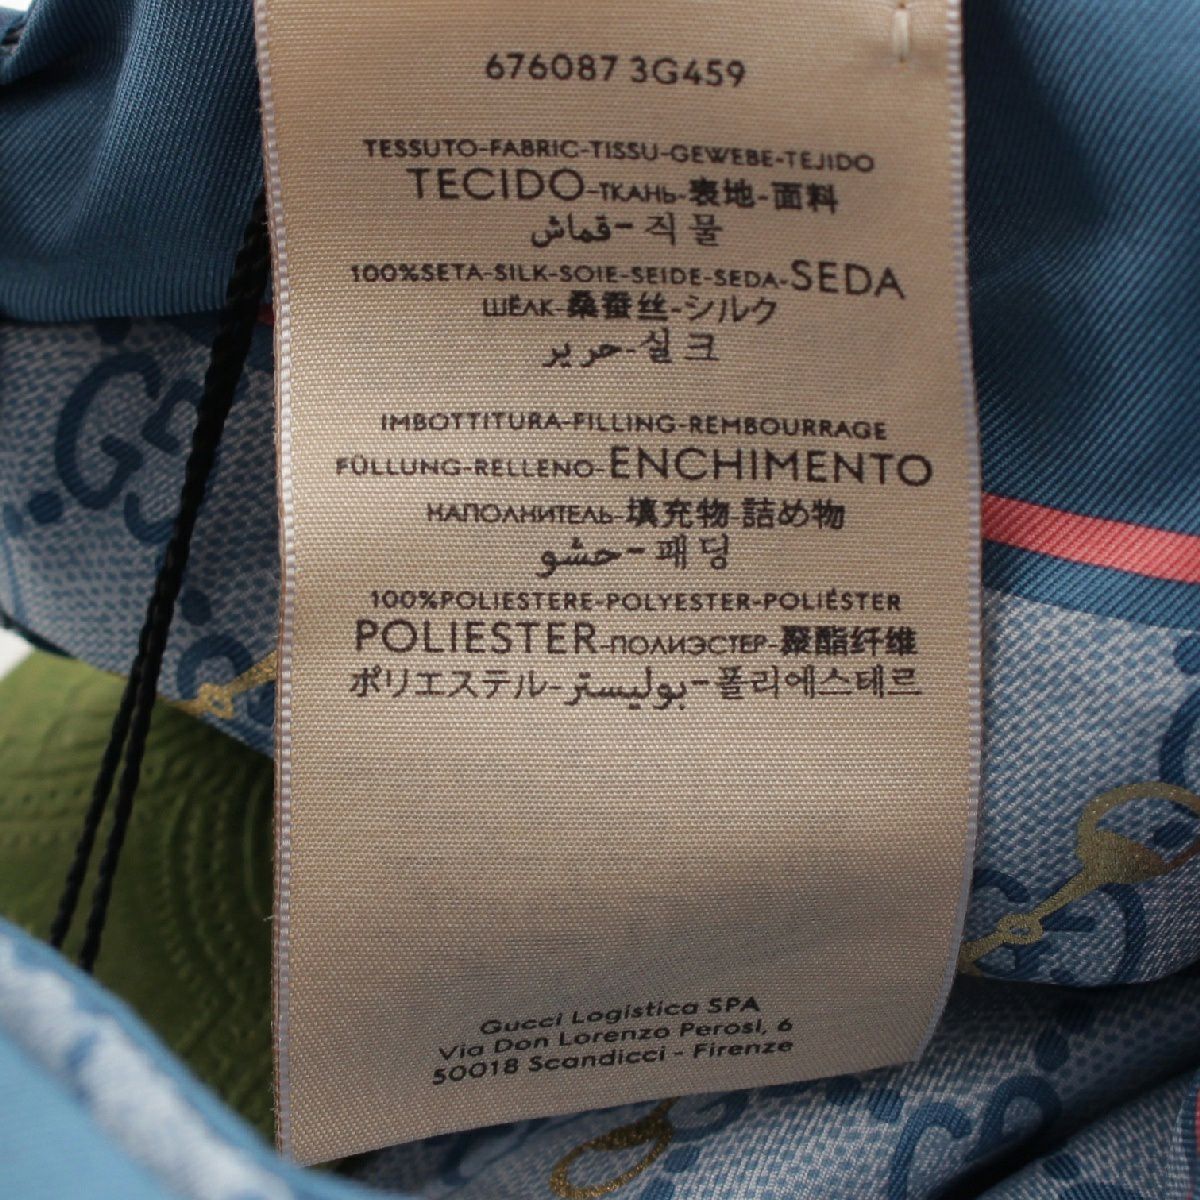 676087 3G459
TESSUTO-FABRIC-TISSU-GEWEBE-TEJIDO
TECIDO-ТКАНЬ-表地-面料
قماش-직물
100%SETA-SILK-SOIE-SEIDE-SEDA-SEDA
ШЁЛК-桑蚕丝-シルク
حرير-실크
IMBOTTITURA-FILLING-REMBOURRAGE
FÜLLUNG-RELLENO-ENCHIMENTO
НАПОЛНИТЕЛЬ-填充物-詰め物
حشو-패딩
100%POLIESTERE-POLYESTER-POLIÉSTER
POLIESTER-ПОЛИЭСТЕР-聚酯纤维
ポリエステル-بوليستر-폴리에스테르
Gucci Logistica SPA
Via Don Lorenzo Perosi, 6
50018 Scandicci - Firenze